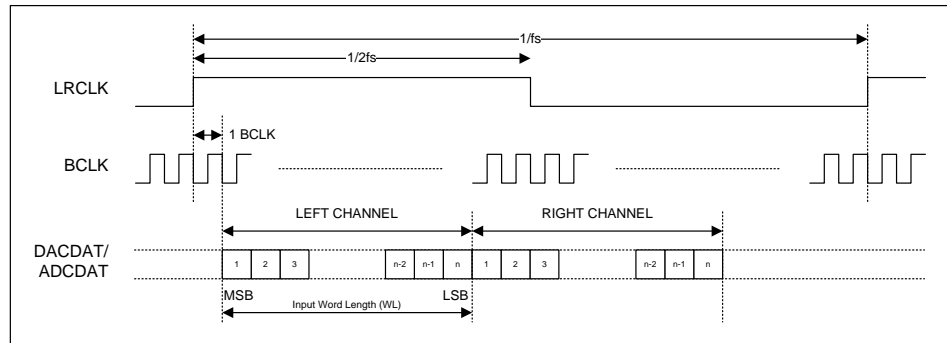 1/fs
1/2fs
LRCLK
1 BCLK
BCLK
LEFT CHANNEL RIGHT CHANNEL
DACDAT/
ADCDAT
1 2 3 n-2 n-1 n 1 2 3 n-2 n-1 n
MSB LSB
Input Word Length (WL)